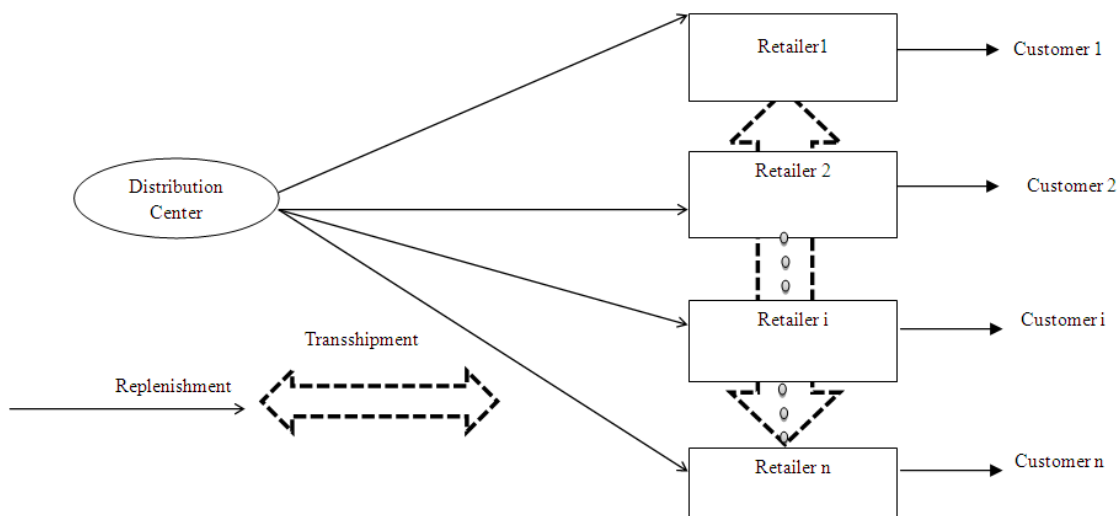 Retailer1
Customer 1
Retailer 2
Customer 2
Distribution
Center
Retailer i
Customer i
Transshipment
Replenishment
Retailer n
Customer n